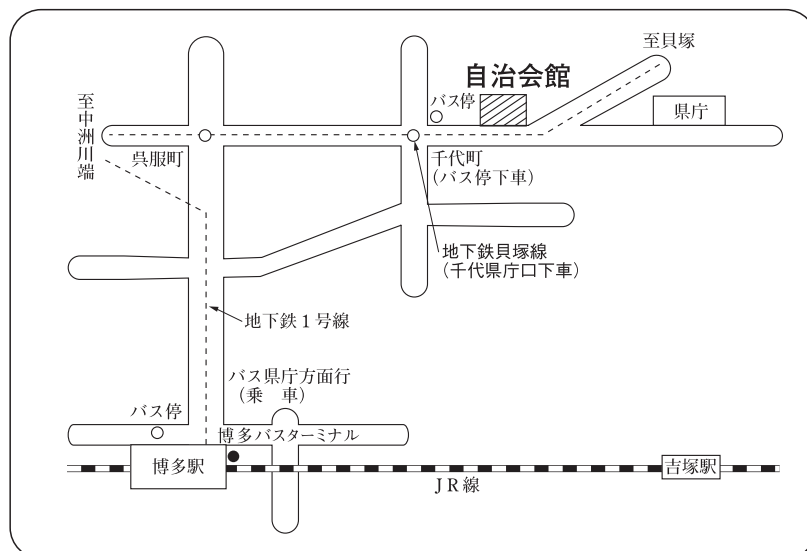 至貝塚
自治会館
バス停
県庁
至中洲川端
呉服町
千代町
(バス停下車)
地下鉄貝塚線
(千代県庁口下車)
地下鉄1号線
バス県庁方面行
(乗 車)
バス停
博多バスターミナル
博多駅
吉塚駅
JR線